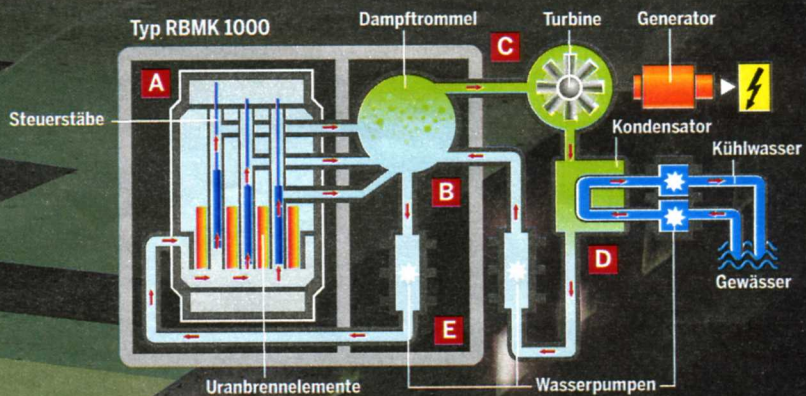 Typ RBMK 1000
Dampftrommel
Turbine
Generator
C
A
Steuerstäbe
Kondensator
Kühlwasser
B
D
Gewässer
E
Uranbrennelemente
Wasserpumpen